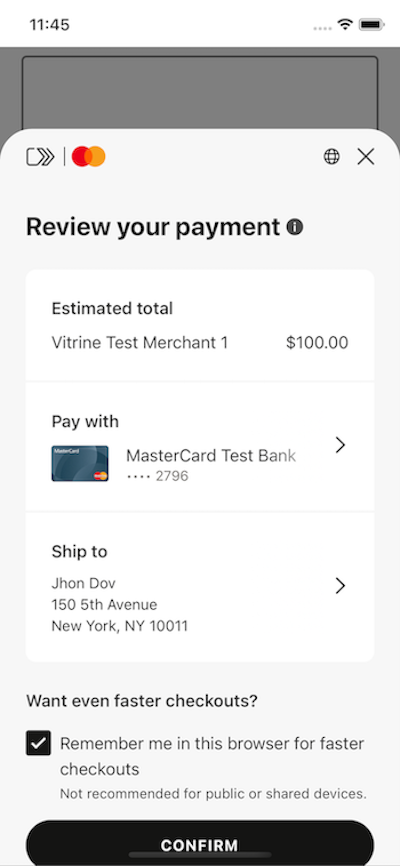 11:45
Review your payment
Estimated total
Vitrine Test Merchant 1 $100.00
Pay with
MasterCard
MasterCard Test Bank
•••• 2796
Ship to
Jhon Dov
150 5th Avenue
New York, NY 10011
Want even faster checkouts?
Remember me in this browser for faster
checkouts
Not recommended for public or shared devices.
CONFIRM